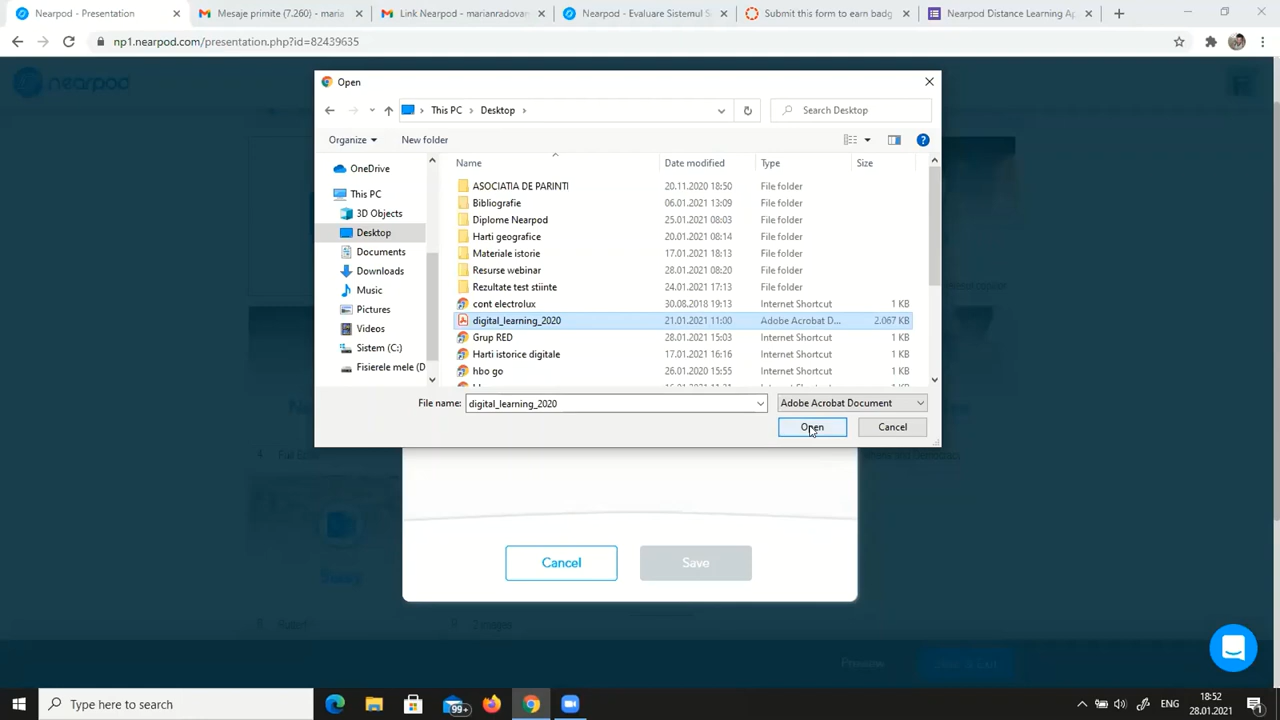 Nearpod - Presentation
Mesaje primite (7.260) - maria
Link Nearpod - marianradovan
Nearpod - Evaluare Sistemul S
Submit this form to earn badg
Nearpod Distance Learning Ap
np1.nearpod.com/presentation.php?id=82439635
nearpod
Open
This PC > Desktop >
Search Desktop
Organize
New folder
Name Date modified Type Size
OneDrive
This PC
3D Objects
Desktop
Documents
Downloads
Music
Pictures
Videos
Sistem (C:)
Fisierele mele (D
ASOCIATIA DE PARINTI 20.11.2020 18:50 File folder
Bibliografie 06.01.2021 13:09 File folder
Diplome Nearpod 25.01.2021 08:03 File folder
Harti geografice 20.01.2021 08:14 File folder
Materiale istorie 17.01.2021 18:13 File folder
Resurse webinar 28.01.2021 08:20 File folder
Rezultate test stiinte 24.01.2021 17:13 File folder
cont electrolux 30.08.2018 19:13 Internet Shortcut 1 KB
digital_learning_2020 21.01.2021 11:00 Adobe Acrobat D... 2.067 KB
Grup RED 28.01.2021 15:03 Internet Shortcut 1 KB
Harti istorice digitale 17.01.2021 16:16 Internet Shortcut 1 KB
hbo go 26.01.2020 15:55 Internet Shortcut 1 KB
File name: digital_learning_2020 Adobe Acrobat Document
Open Cancel
Cancel Save
Preview
Type here to search
99+
ENG
18:52
28.01.2021